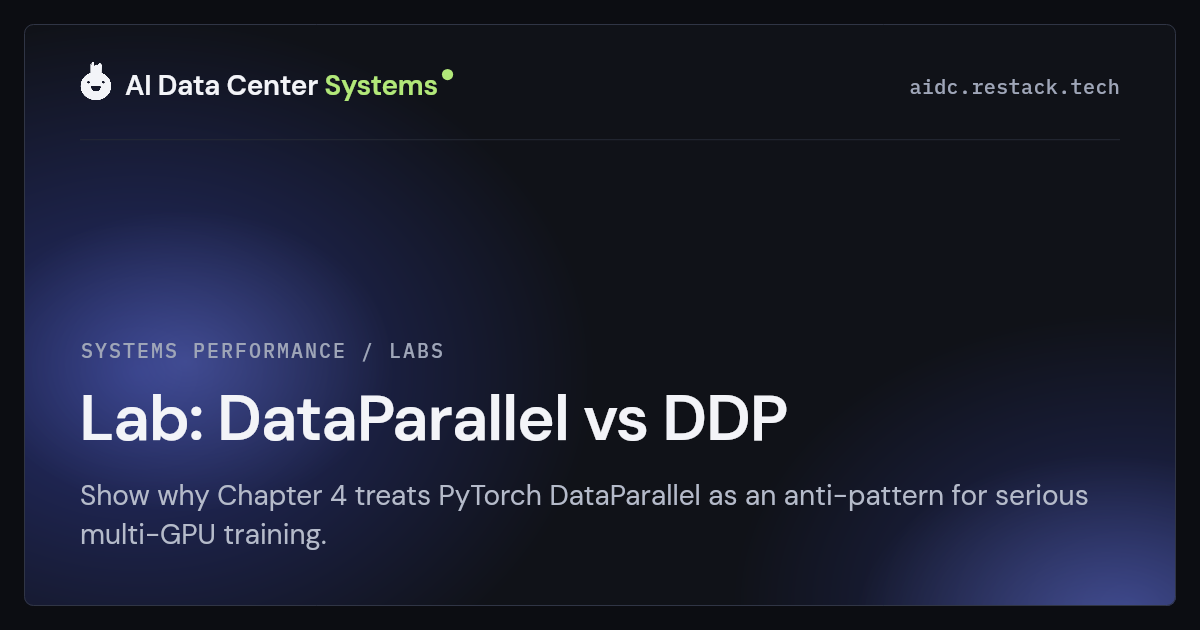 AI Data Center Systems
aidc.restack.tech
SYSTEMS PERFORMANCE / LABS
Lab: DataParallel vs DDP
Show why Chapter 4 treats PyTorch DataParallel as an anti-pattern for serious
multi-GPU training.